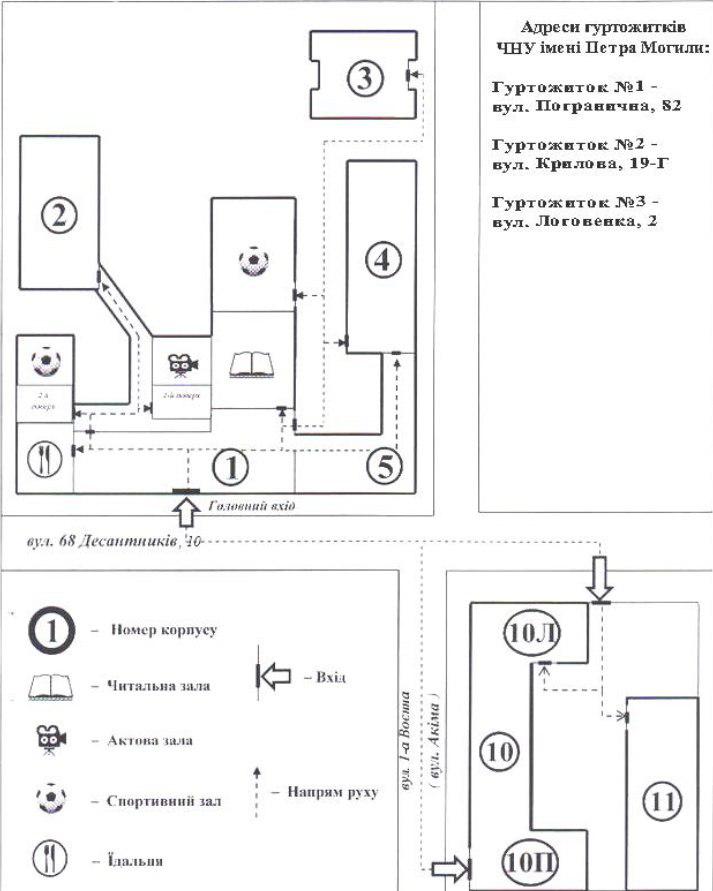 Адреси гуртожитків
ЧНУ імені Петра Могили:
Гуртожиток №1 -
вул. Погранична, 82
Гуртожиток №2 -
вул. Крилова, 19-Г
Гуртожиток №3 -
вул. Логовенка, 2
3
2
4
2-й
поверх
2-й поверх
1
5
Головний вхід
вул. 68 Десантників, 10
1 – Номер корпусу
– Читальна зала
– Вхід
– Актова зала
– Спортивний зал
– Напрям руху
– Їдальня
вул. 1-а Воєнна
( вул. Акіма )
10Л
10
11
10П